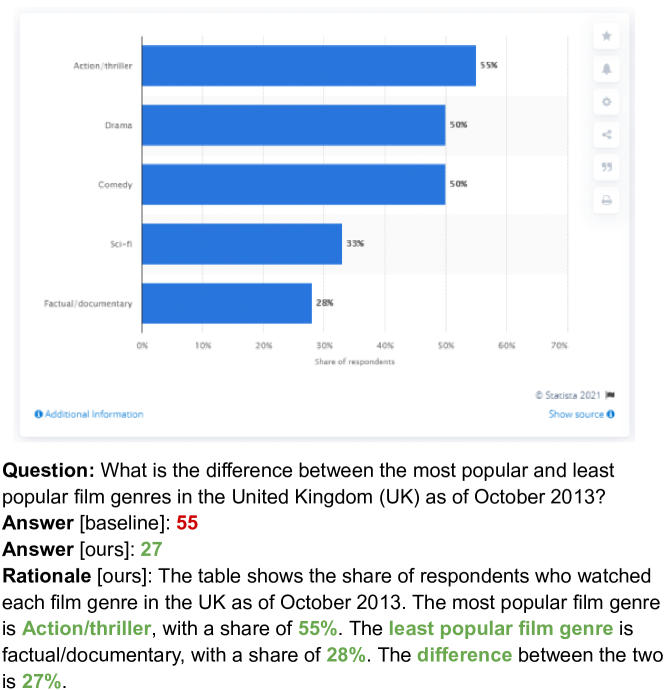 Action/thriller
55%
Drama
50%
Comedy
50%
Sci-fi
33%
Factual/documentary
28%
0% 10% 20% 30% 40% 50% 60% 70%
Share of respondents
© Statista 2021
Additional Information
Show source
Question: What is the difference between the most popular and least
popular film genres in the United Kingdom (UK) as of October 2013?
Answer [baseline]: 55
Answer [ours]: 27
Rationale [ours]: The table shows the share of respondents who watched
each film genre in the UK as of October 2013. The most popular film genre
is Action/thriller, with a share of 55%. The least popular film genre is
factual/documentary, with a share of 28%. The difference between the two
is 27%.